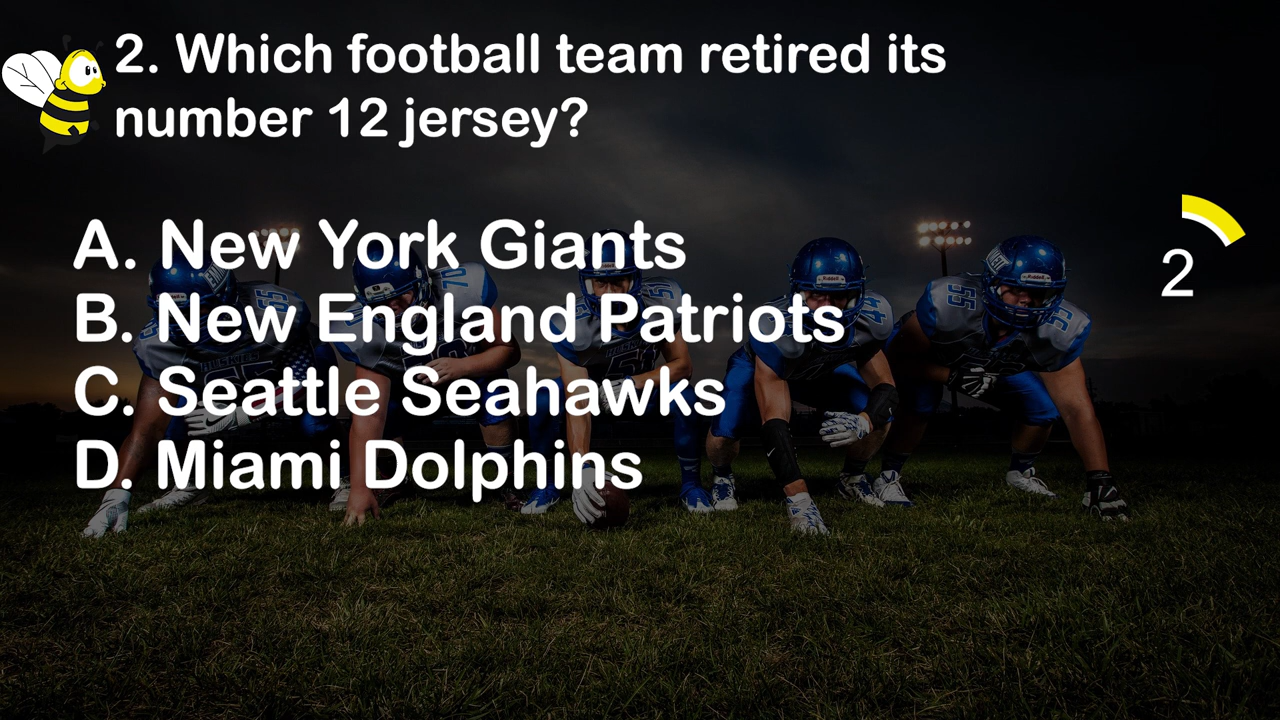 2. Which football team retired its
number 12 jersey?
A. New York Giants
B. New England Patriots
C. Seattle Seahawks
D. Miami Dolphins
2